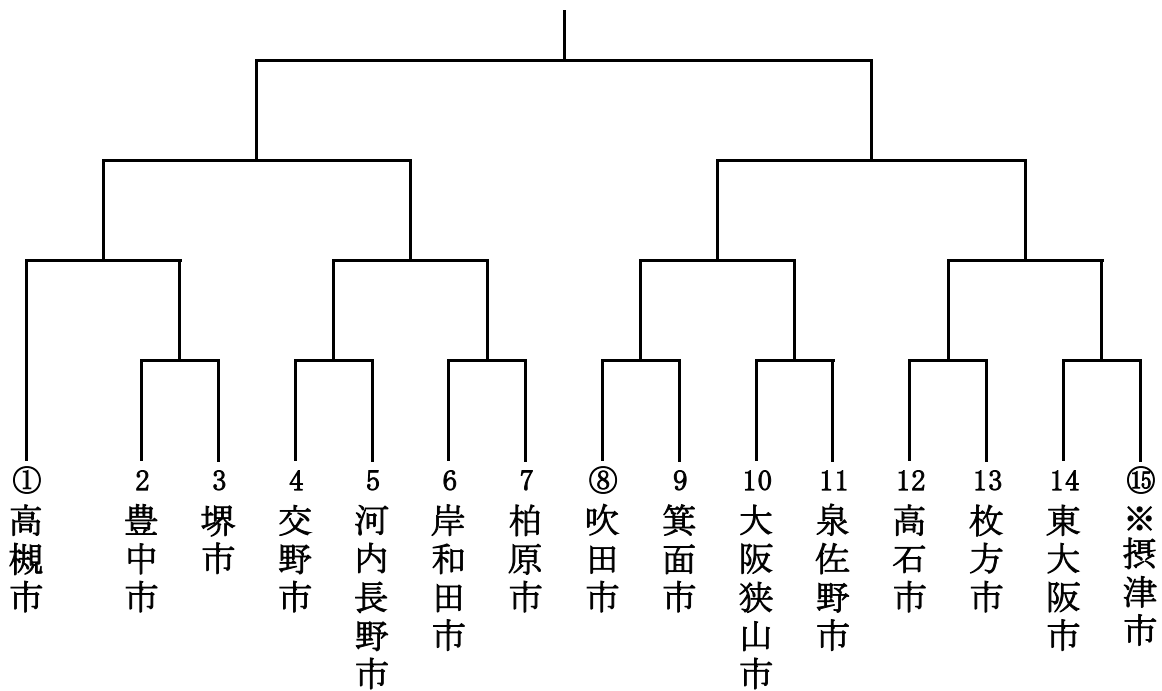 ① 高槻市
2 豊中市
3 堺市
4 交野市
5 河内長野市
6 岸和田市
7 柏原市
⑧ 吹田市
9 箕面市
10 大阪狭山市
11 泉佐野市
12 高石市
13 枚方市
14 東大阪市
⑮ ※摂津市